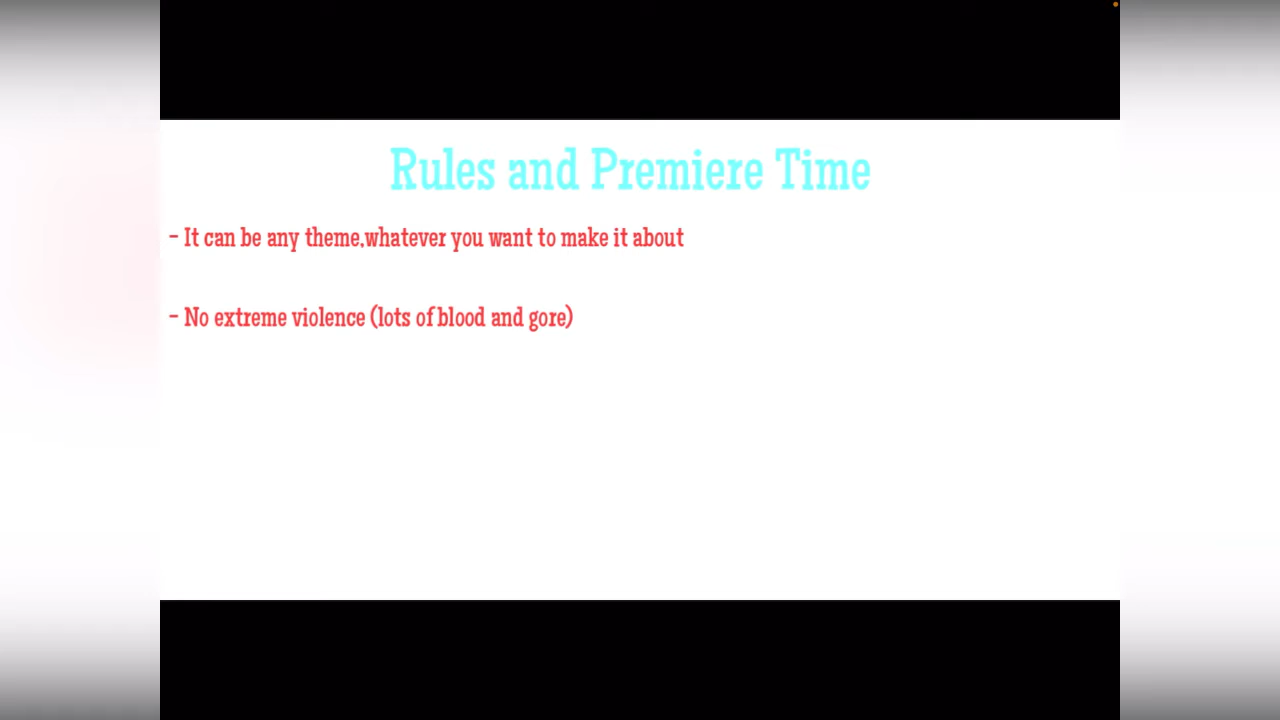 Rules and Premiere Time
- It can be any theme,whatever you want to make it about
- No extreme violence (lots of blood and gore)